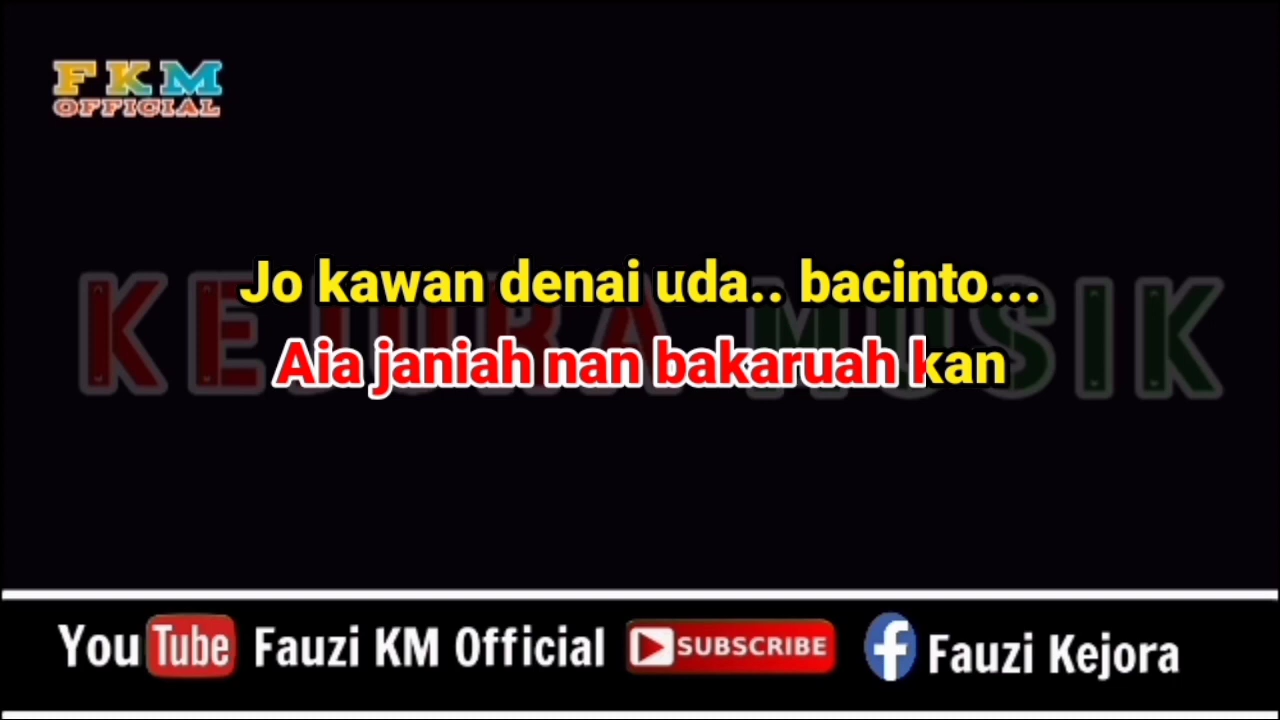 FKM
OFFICIAL
KEJORA MUSIK
Jo kawan denai uda.. bacinto...
Aia janiah nan bakaruah kan
YouTube Fauzi KM Official SUBSCRIBE f Fauzi Kejora